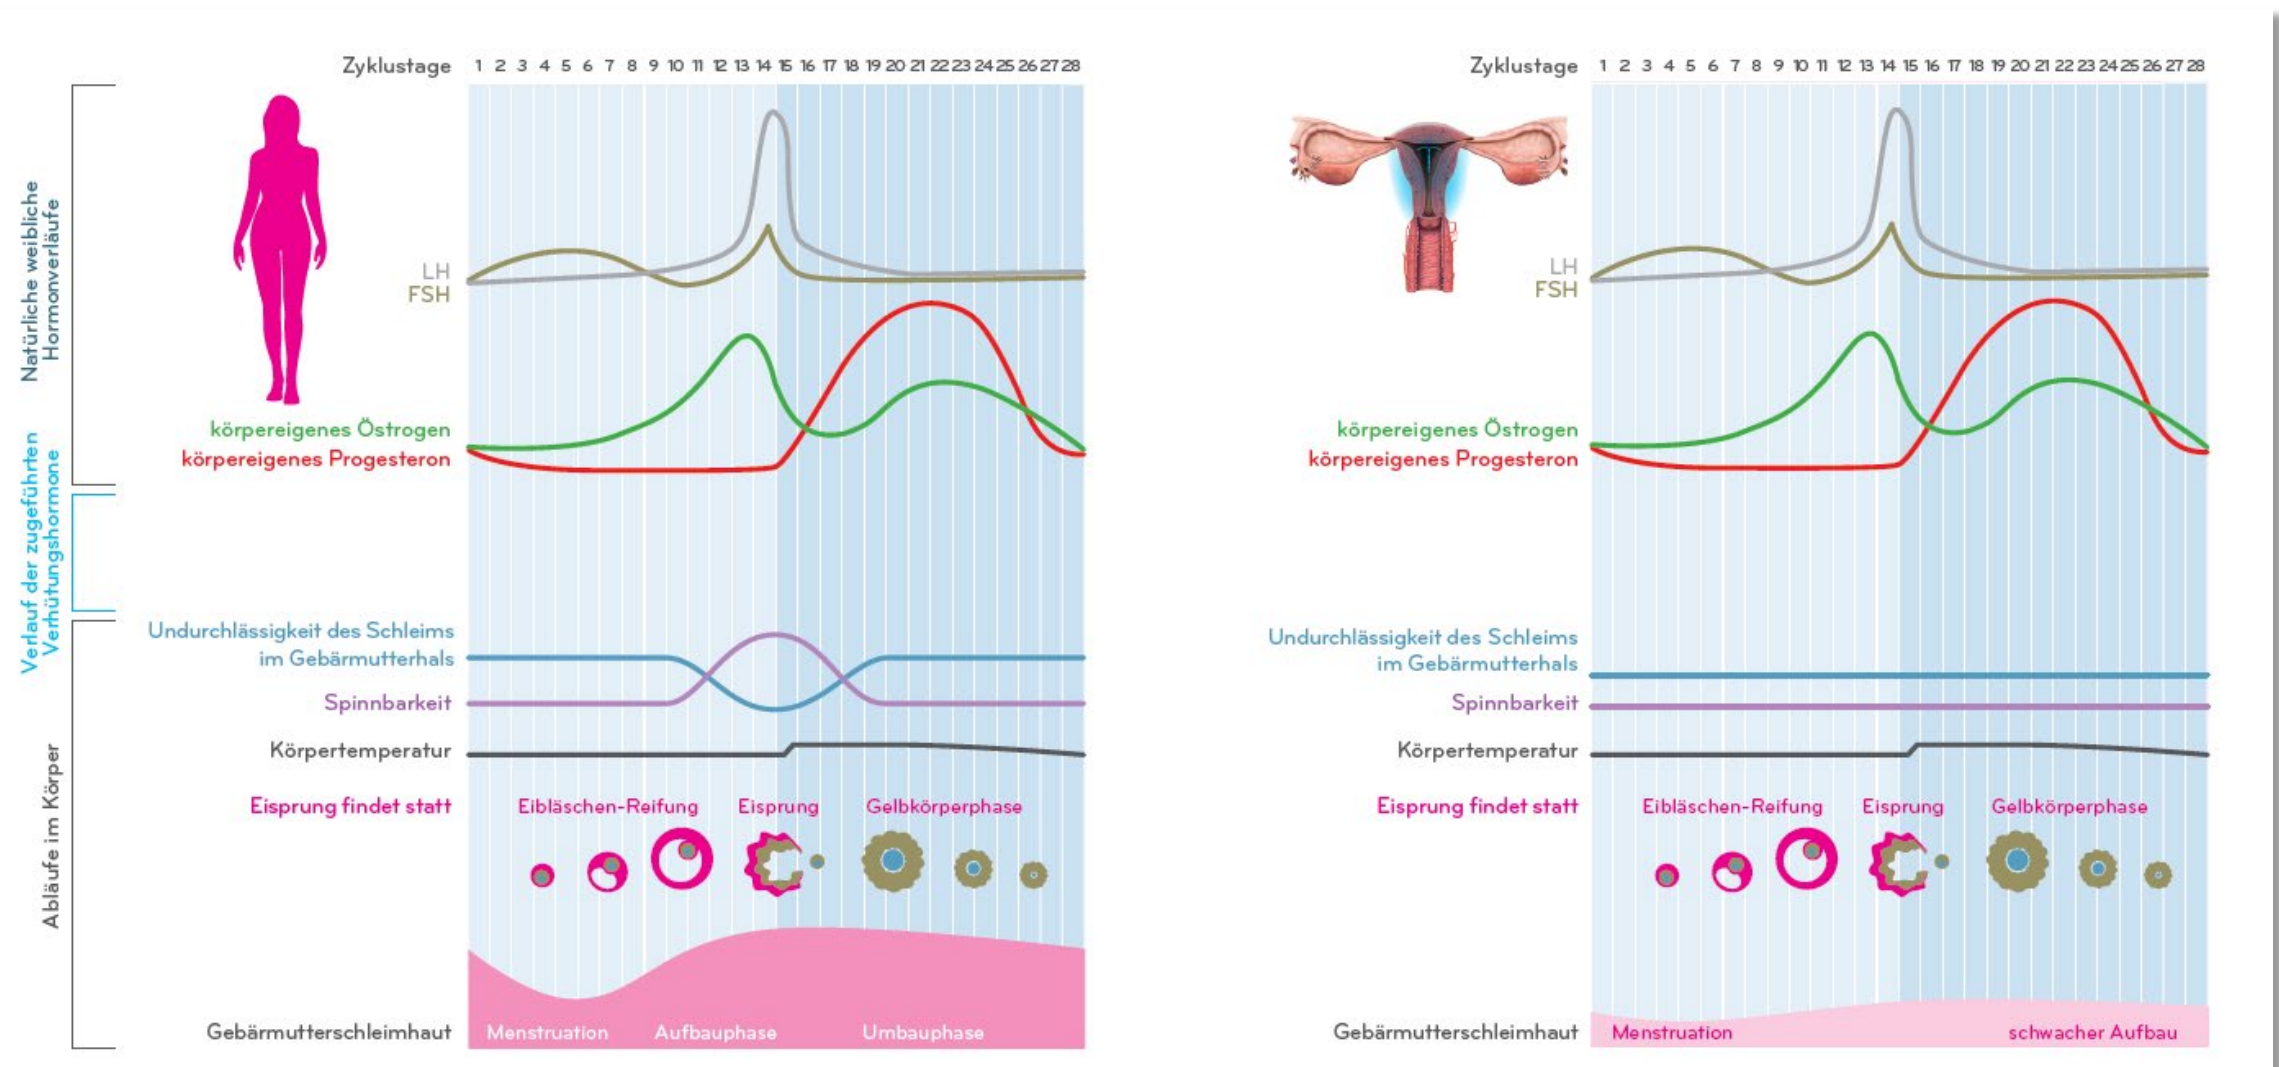 Zyklustage 1 2 3 4 5 6 7 8 9 10 11 12 13 14 15 16 17 18 19 20 21 22 23 24 25 26 27 28
Natürliche weibliche
Hormonverläufe
LH
FSH
körpereigenes Östrogen
körpereigenes Progesteron
Verlauf der zugeführten
Verhütungshormone
Abläufe im Körper
Undurchlässigkeit des Schleims
im Gebärmutterhals
Spinnbarkeit
Körpertemperatur
Eisprung findet statt
Eibläschen-Reifung Eisprung Gelbkörperphase
Gebärmutterschleimhaut
Menstruation Aufbauphase Umbauphase
Zyklustage 1 2 3 4 5 6 7 8 9 10 11 12 13 14 15 16 17 18 19 20 21 22 23 24 25 26 27 28
LH
FSH
körpereigenes Östrogen
körpereigenes Progesteron
Undurchlässigkeit des Schleims
im Gebärmutterhals
Spinnbarkeit
Körpertemperatur
Eisprung findet statt
Eibläschen-Reifung Eisprung Gelbkörperphase
Gebärmutterschleimhaut
Menstruation schwacher Aufbau